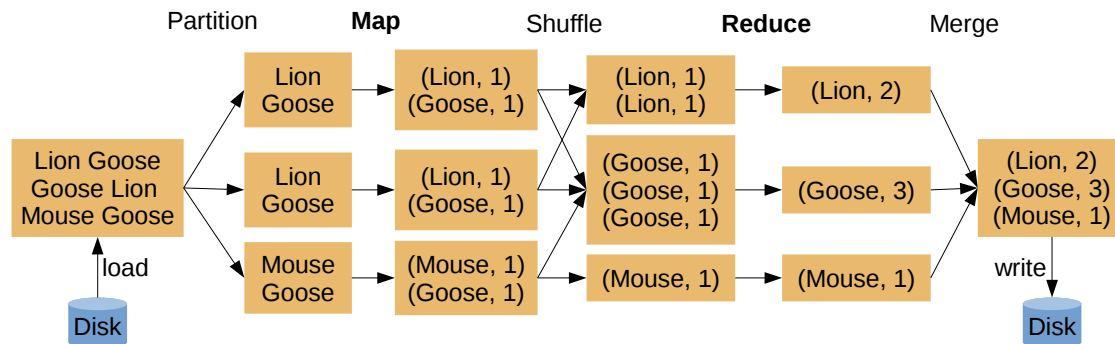 Partition
Map
Shuffle
Reduce
Merge
Lion Goose
Goose Lion
Mouse Goose
load
Disk
Lion
Goose
Lion
Goose
Mouse
Goose
(Lion, 1)
(Goose, 1)
(Lion, 1)
(Goose, 1)
(Mouse, 1)
(Goose, 1)
(Lion, 1)
(Lion, 1)
(Goose, 1)
(Goose, 1)
(Goose, 1)
(Mouse, 1)
(Lion, 2)
(Goose, 3)
(Mouse, 1)
(Lion, 2)
(Goose, 3)
(Mouse, 1)
write
Disk